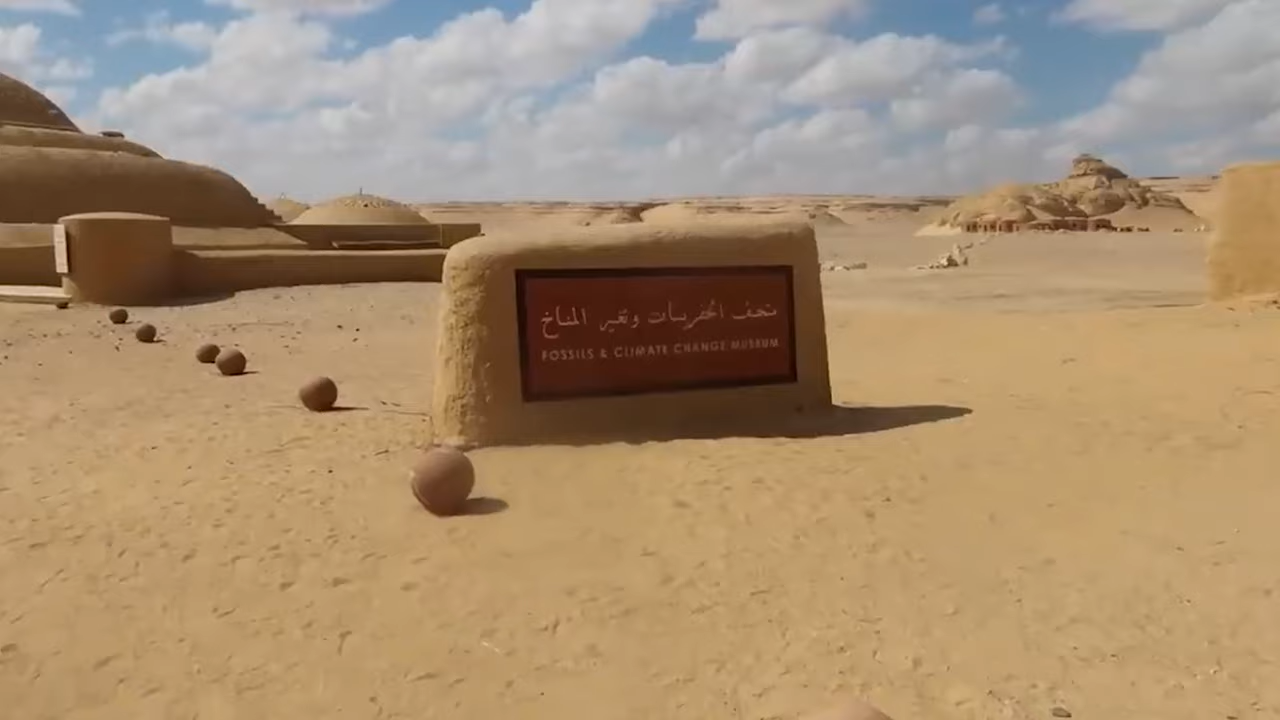 متحف الحفريات وتغير المناخ
FOSSILS & CLIMATE CHANGE MUSEUM